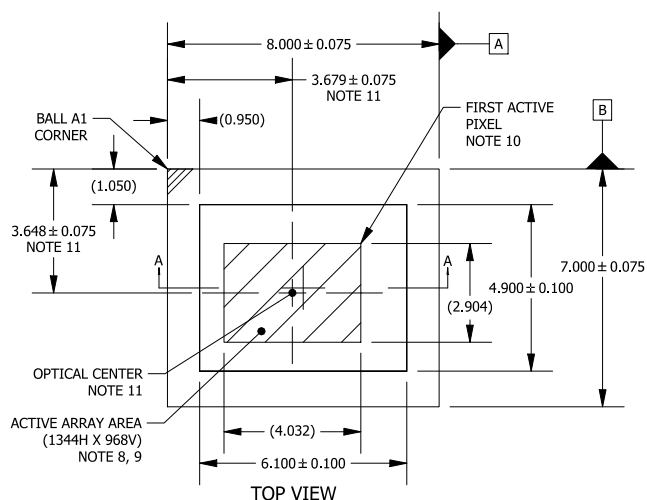 8.000 ± 0.075
A
3.679 ± 0.075
NOTE 11
BALL A1
CORNER
(0.950)
FIRST ACTIVE
PIXEL
NOTE 10
B
(1.050)
3.648 ± 0.075
NOTE 11
A
A
7.000 ± 0.075
4.900 ± 0.100
(2.904)
OPTICAL CENTER
NOTE 11
ACTIVE ARRAY AREA
(1344H X 968V)
NOTE 8, 9
(4.032)
6.100 ± 0.100
TOP VIEW